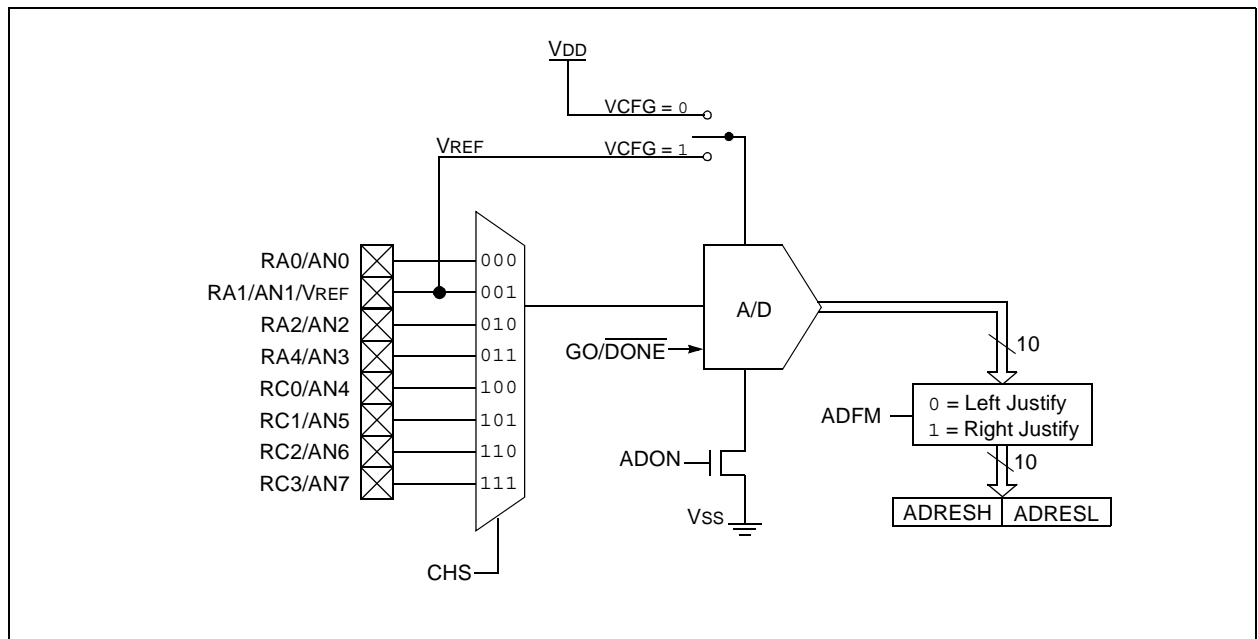 VDD
VCFG = 0
VREF
VCFG = 1
RA0/AN0
000
RA1/AN1/VREF
001
RA2/AN2
010
RA4/AN3
011
RC0/AN4
100
RC1/AN5
101
RC2/AN6
110
RC3/AN7
111
CHS
A/D
GO/DONE
ADON
VSS
10
ADFM
0 = Left Justify
1 = Right Justify
10
ADRESH
ADRESL